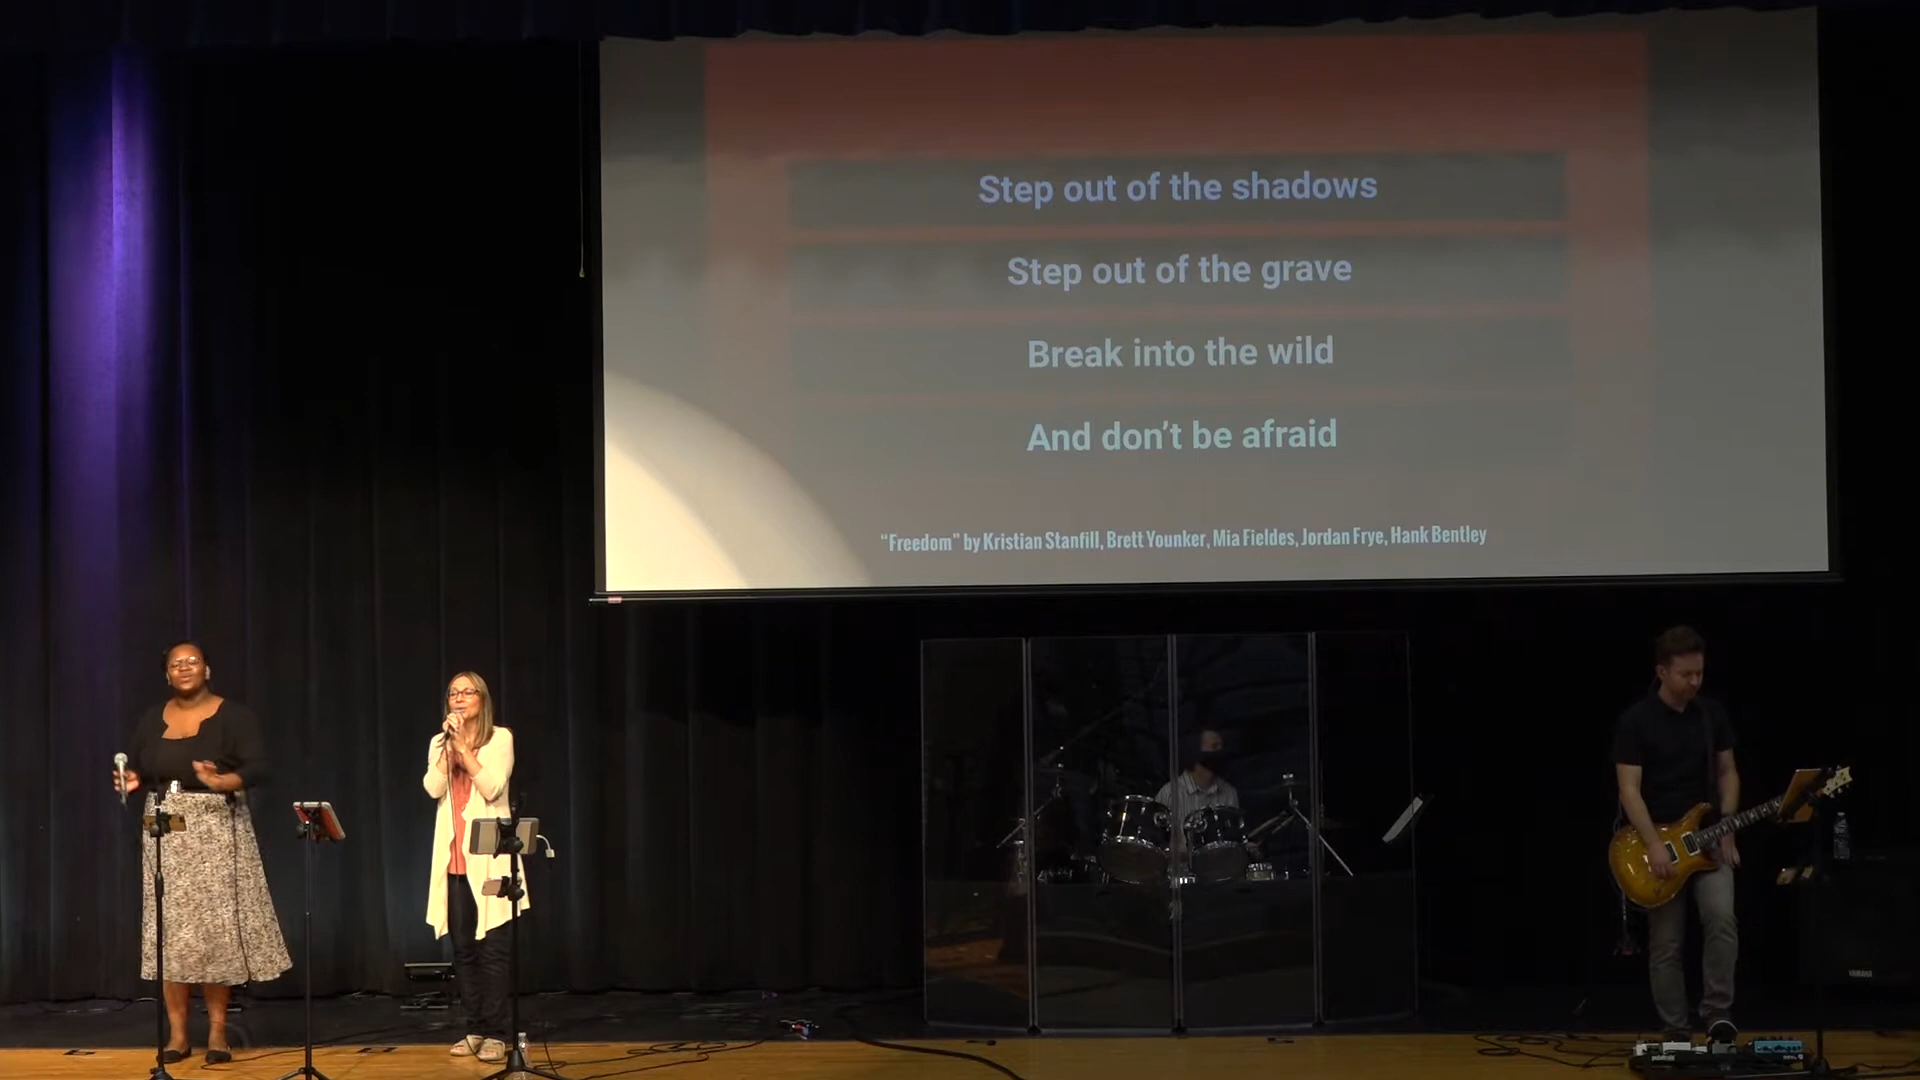 Step out of the shadows
Step out of the grave
Break into the wild
And don’t be afraid
“Freedom” by Kristian Stanfill, Brett Younker, Mia Fieldes, Jordan Frye, Hank Bentley
YAMAHA